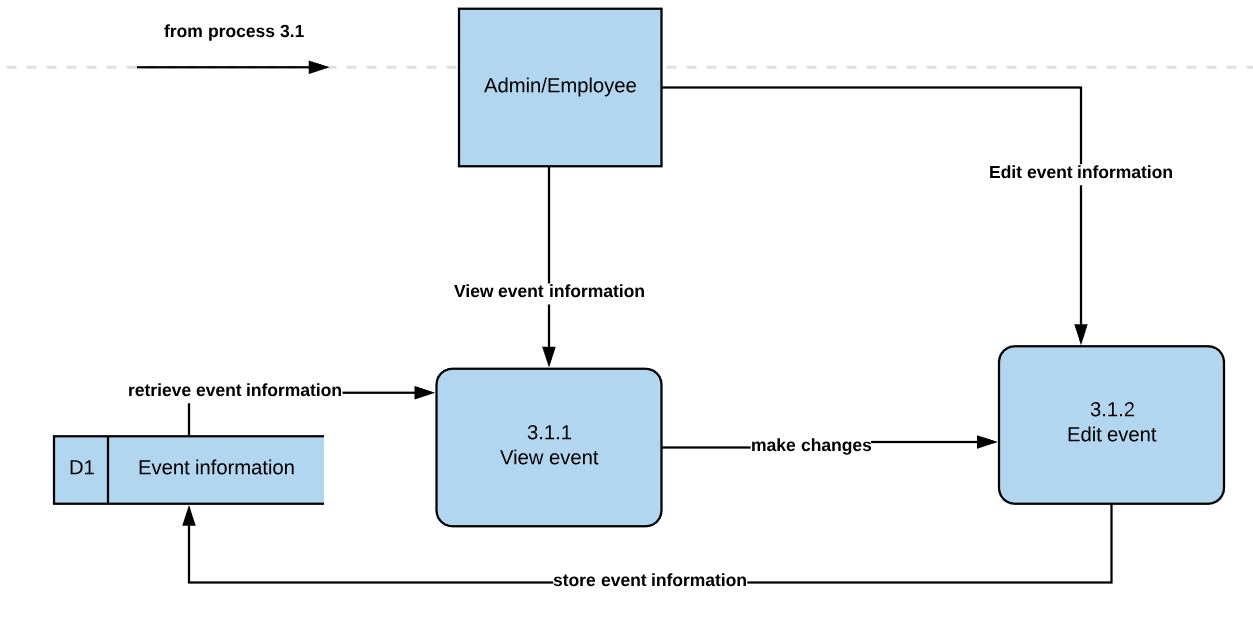 from process 3.1
Admin/Employee
Edit event information
View event information
retrieve event information
3.1.1
View event
make changes
3.1.2
Edit event
D1
Event information
store event information